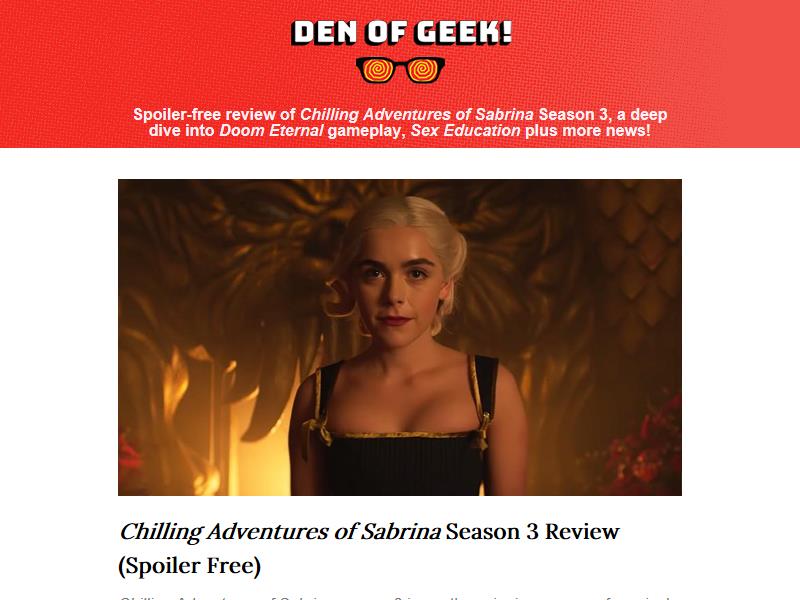 DEN OF GEEK!
Spoiler-free review of Chilling Adventures of Sabrina Season 3, a deep
dive into Doom Eternal gameplay, Sex Education plus more news!
Chilling Adventures of Sabrina Season 3 Review
(Spoiler Free)